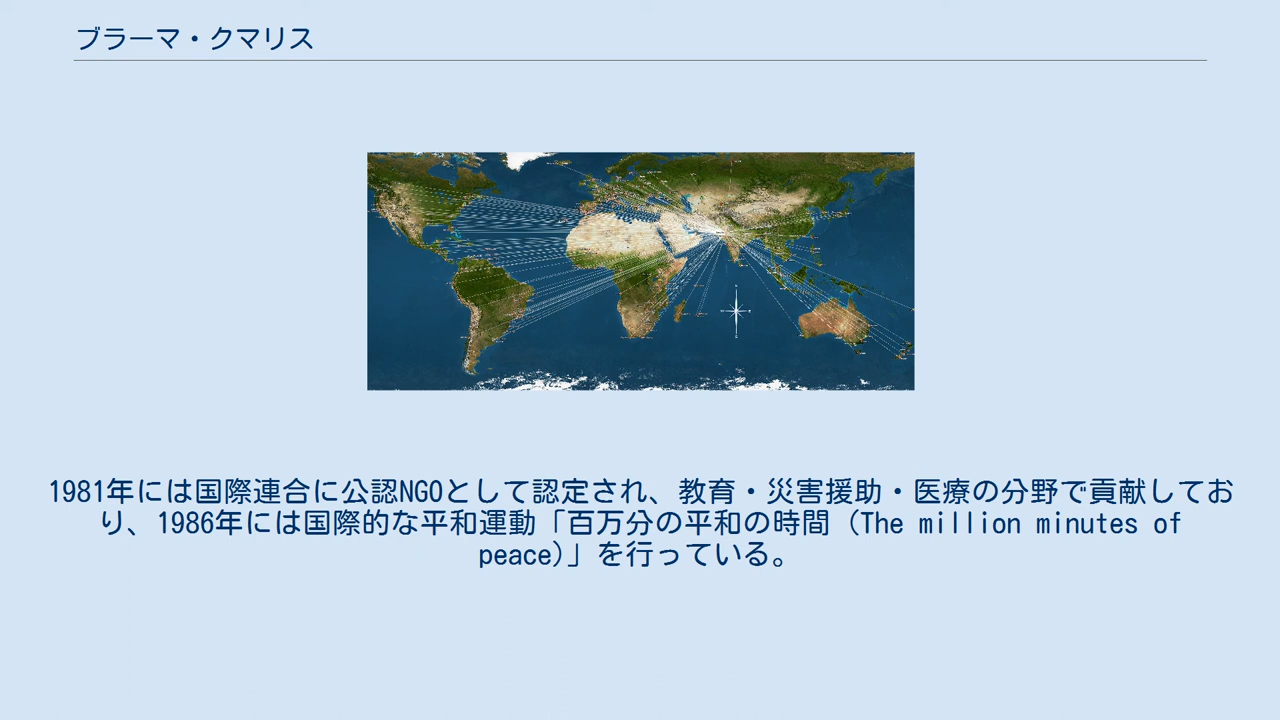 ブラーマ・クマリス
1981年には国際連合に公認NGOとして認定され、教育・災害援助・医療の分野で貢献してお
り、1986年には国際的な平和運動「百万分の平和の時間（The million minutes of
peace)」を行っている。